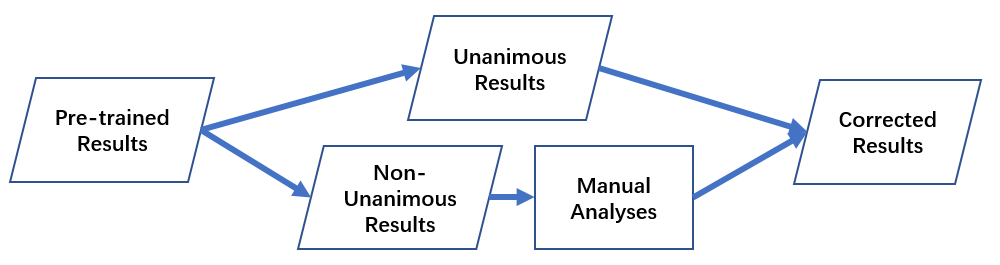 Pre-trained
Results
Unanimous
Results
Non-
Unanimous
Results
Manual
Analyses
Corrected
Results